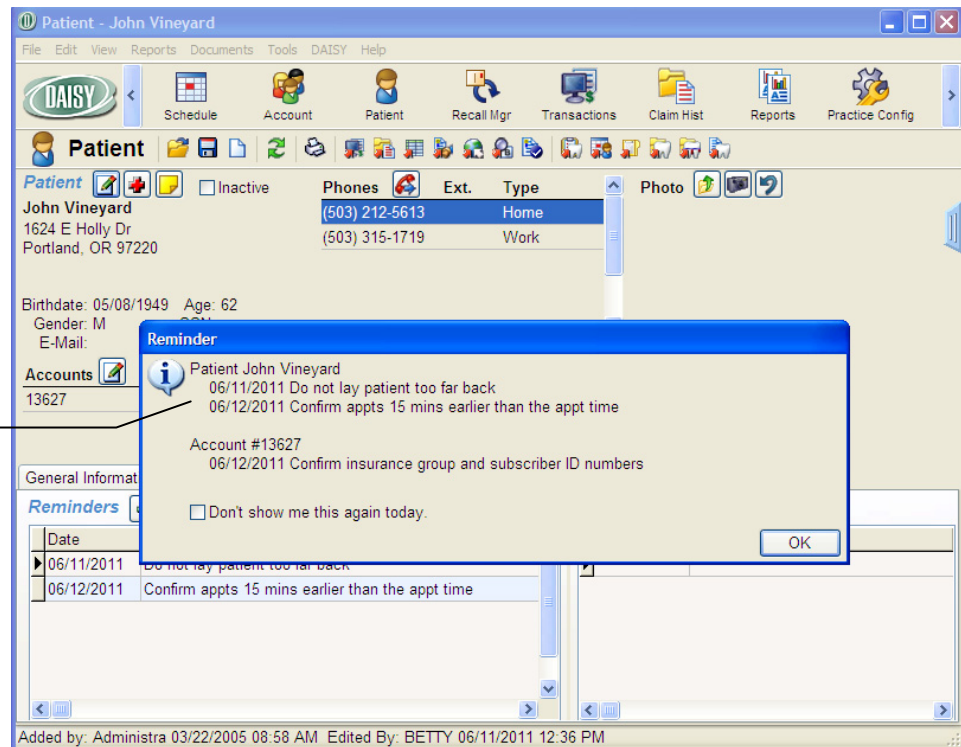 Patient - John Vineyard
File Edit View Reports Documents Tools DAISY Help
DAISY
Schedule Account Patient Recall Mgr Transactions Claim Hist Reports Practice Config
Patient
Patient Inactive Phones Ext. Type Photo
John Vineyard
(503) 212-5613 Home
1624 E Holly Dr
(503) 315-1719 Work
Portland, OR 97220
Birthdate: 05/08/1949 Age: 62
Gender: M
E-Mail:
Reminder
Accounts
Patient John Vineyard
06/11/2011 Do not lay patient too far back
13627
06/12/2011 Confirm appts 15 mins earlier than the appt time
Account #13627
06/12/2011 Confirm insurance group and subscriber ID numbers
General Informat
Reminders
Don't show me this again today.
OK
Date
06/11/2011 Do not lay patient too far back
06/12/2011 Confirm appts 15 mins earlier than the appt time
Added by: Administra 03/22/2005 08:58 AM Edited By: BETTY 06/11/2011 12:36 PM